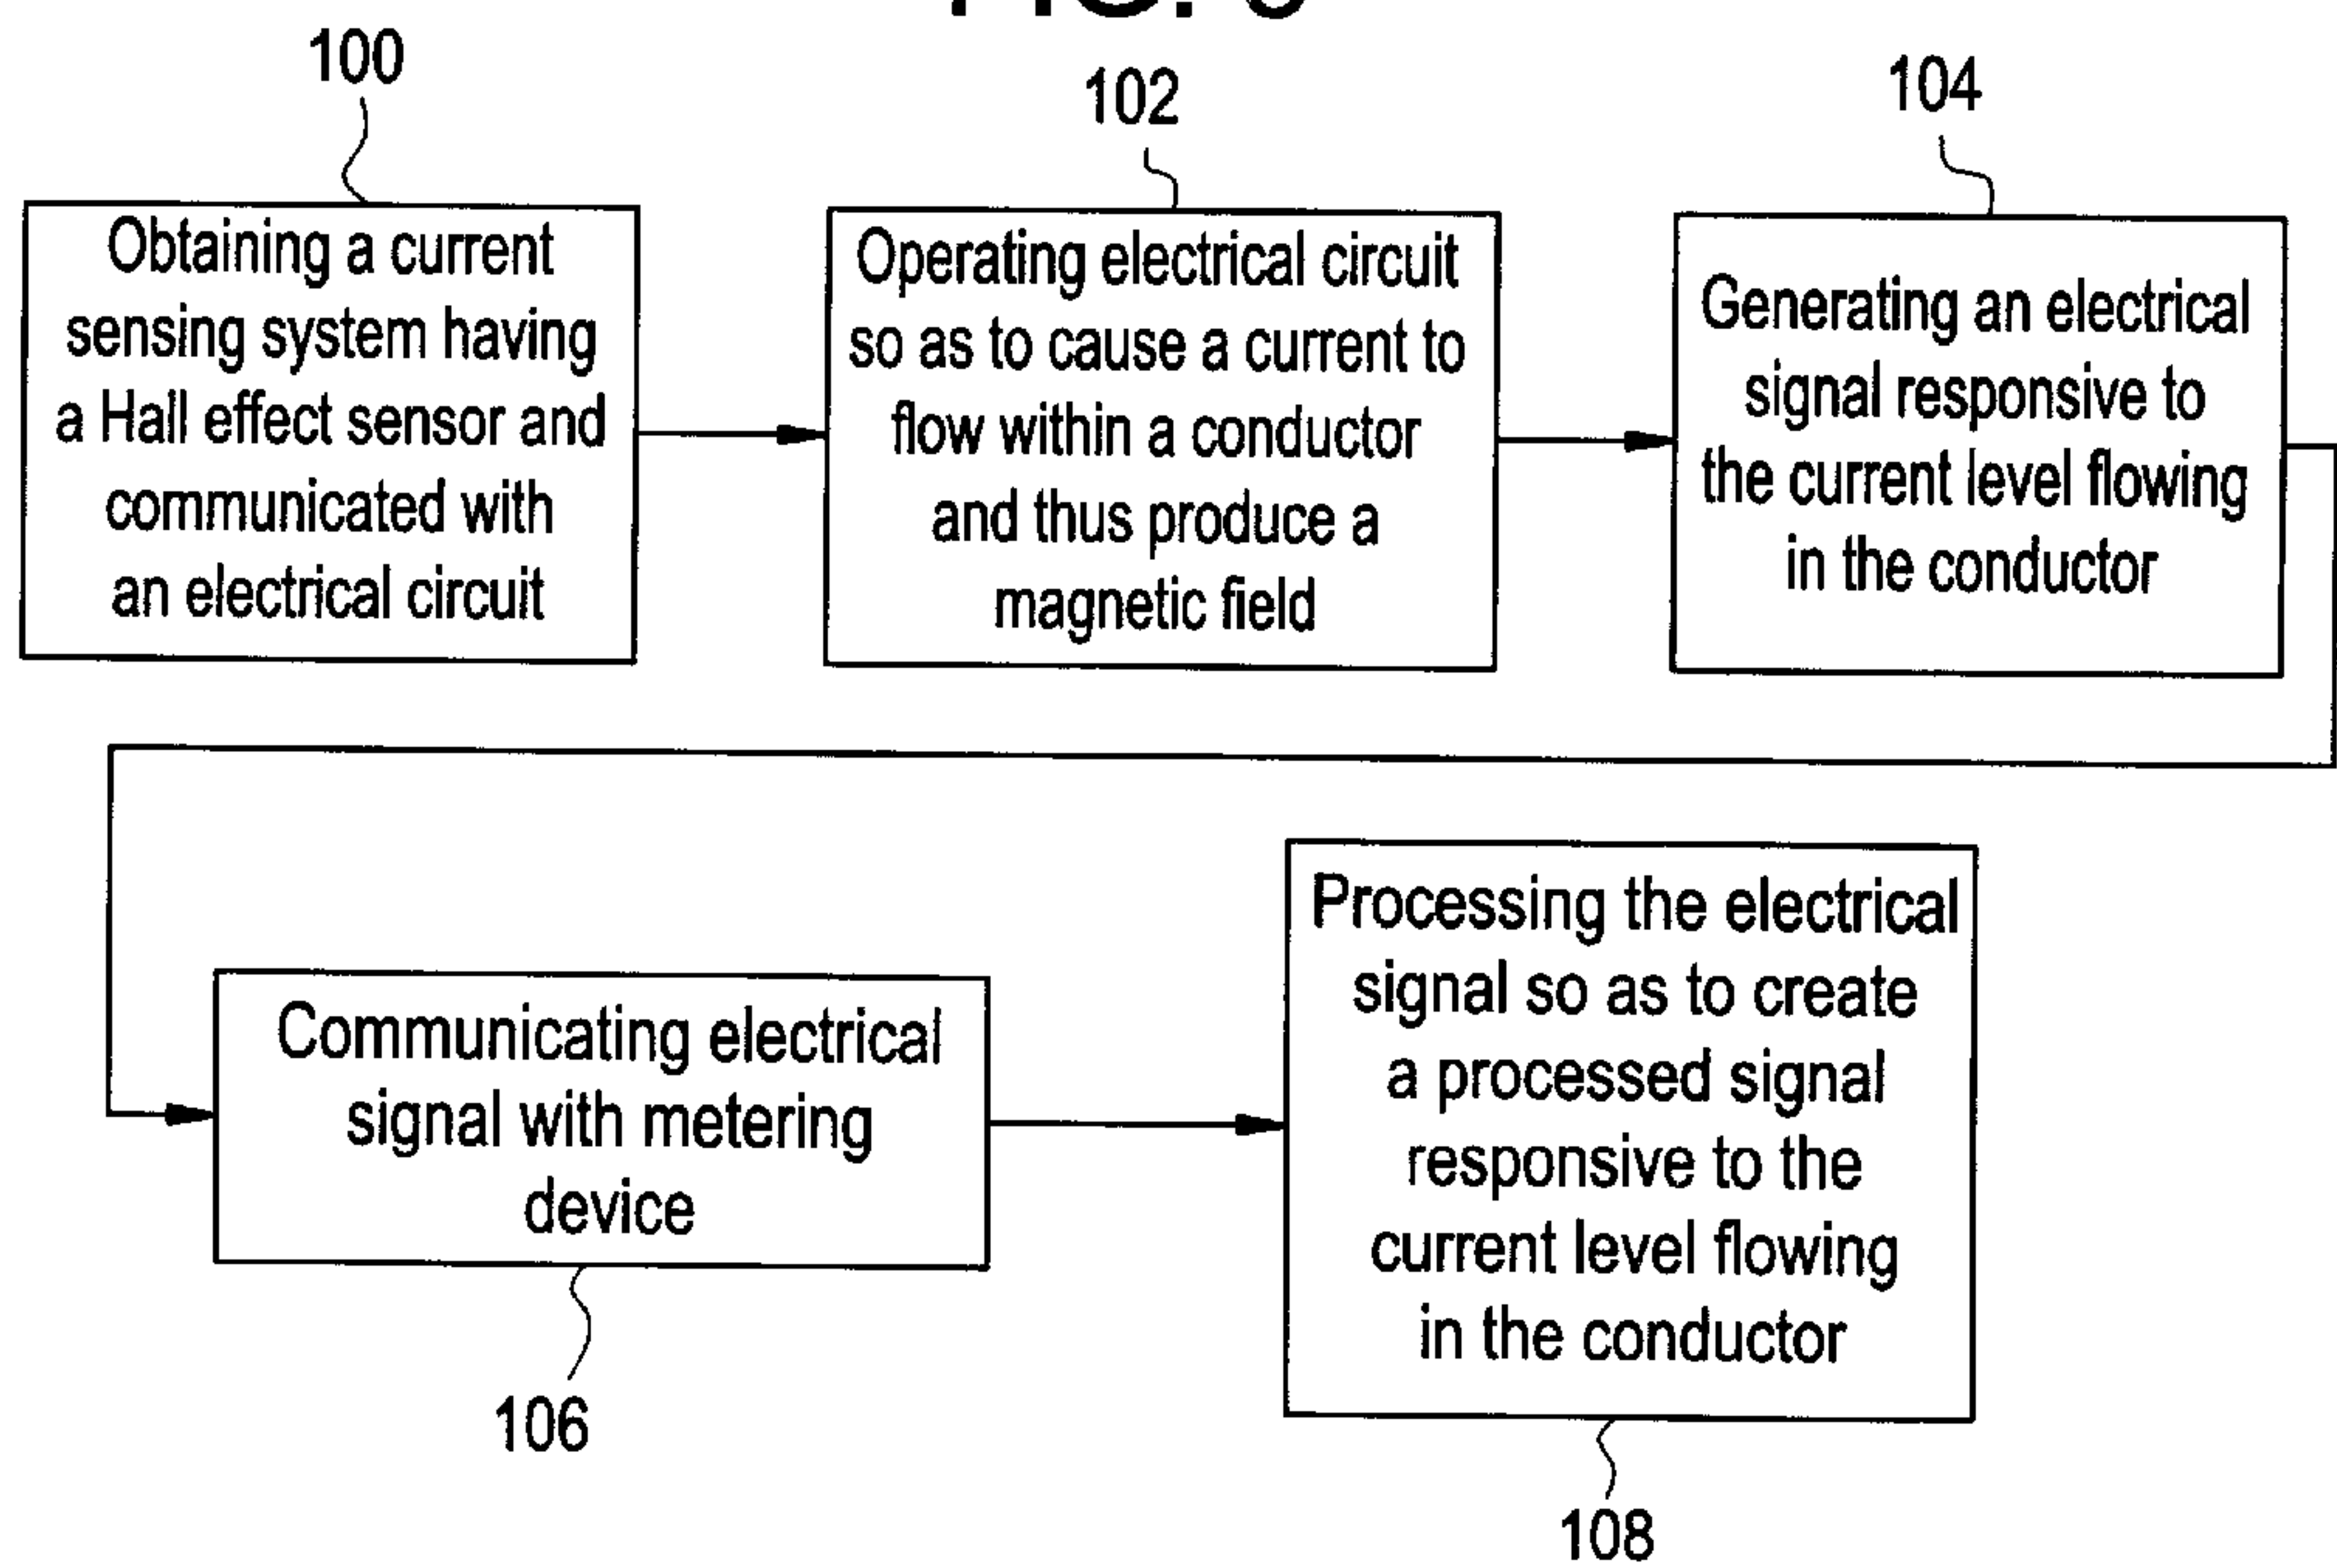 100
102
104
Obtaining a current
sensing system having
a Hall effect sensor and
communicated with
an electrical circuit
Operating electrical circuit
so as to cause a current to
flow within a conductor
and thus produce a
magnetic field
Generating an electrical
signal responsive to
the current level flowing
in the conductor
Communicating electrical
signal with metering
device
106
Processing the electrical
signal so as to create
a processed signal
responsive to the
current level flowing
in the conductor
108